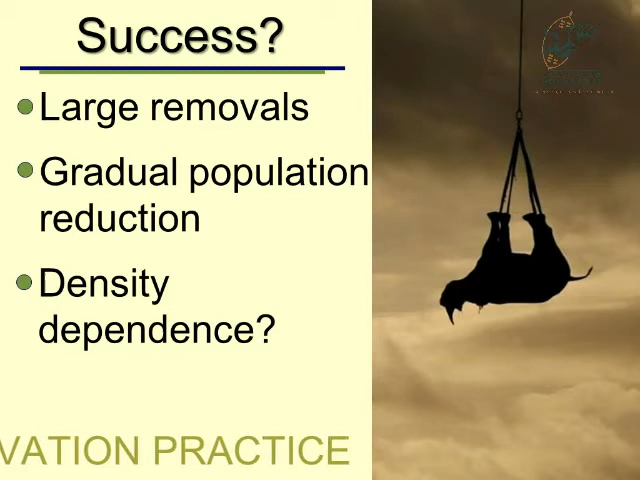 Success?
Large removals
Gradual population
reduction
Density
dependence?
VATION PRACTICE